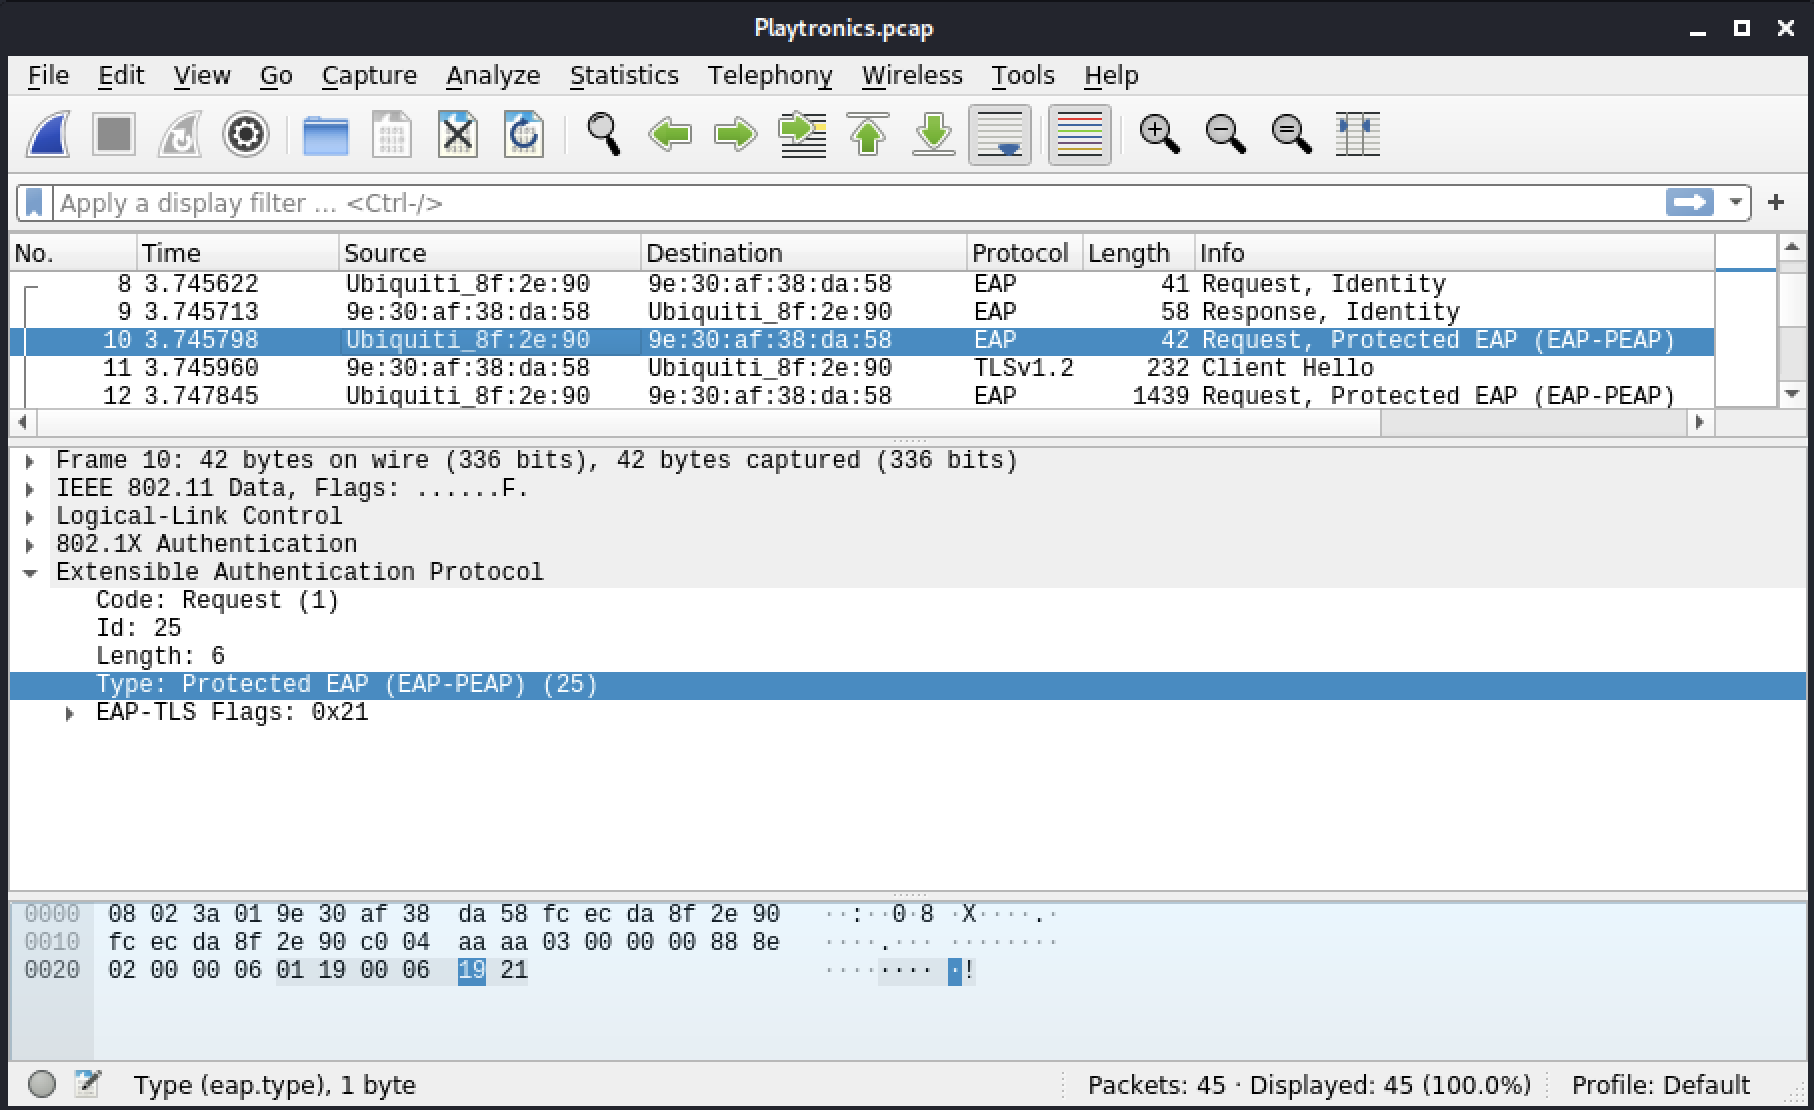 Playtronics.pcap
File Edit View Go Capture Analyze Statistics Telephony Wireless Tools Help
Apply a display filter ... <Ctrl-/>
No. Time Source Destination Protocol Length Info
8 3.745622 Ubiquiti_8f:2e:90 9e:30:af:38:da:58 EAP 41 Request, Identity
9 3.745713 9e:30:af:38:da:58 Ubiquiti_8f:2e:90 EAP 58 Response, Identity
10 3.745798 Ubiquiti_8f:2e:90 9e:30:af:38:da:58 EAP 42 Request, Protected EAP (EAP-PEAP)
11 3.745960 9e:30:af:38:da:58 Ubiquiti_8f:2e:90 TLSv1.2 232 Client Hello
12 3.747845 Ubiquiti_8f:2e:90 9e:30:af:38:da:58 EAP 1439 Request, Protected EAP (EAP-PEAP)
Frame 10: 42 bytes on wire (336 bits), 42 bytes captured (336 bits)
IEEE 802.11 Data, Flags: ......F.
Logical-Link Control
802.1X Authentication
Extensible Authentication Protocol
Code: Request (1)
Id: 25
Length: 6
Type: Protected EAP (EAP-PEAP) (25)
EAP-TLS Flags: 0x21
0000 08 02 3a 01 9e 30 af 38 da 58 fc ec da 8f 2e 90 ··:··0·8 ·X····.·
0010 fc ec da 8f 2e 90 c0 04 aa aa 03 00 00 00 88 8e ····.··· ········
0020 02 00 00 06 01 19 00 06 19 21 ········ ·!
Type (eap.type), 1 byte
Packets: 45 · Displayed: 45 (100.0%)
Profile: Default